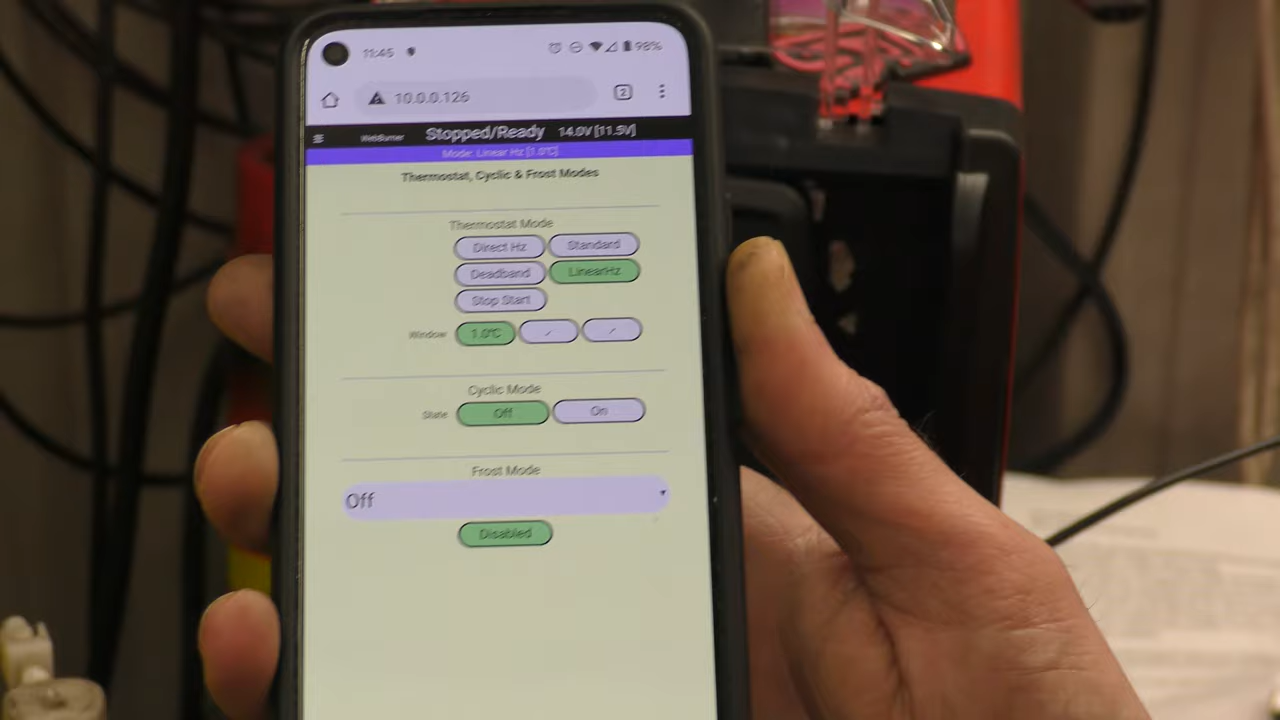 11:45 98%
10.0.0.126 2
WebBurner Stopped/Ready 14.0V [11.5V]
Mode: Linear Hz [1.0°C]
Thermostat, Cyclic & Frost Modes
Thermostat Mode
Direct Hz Standard
Deadband LinearHz
Stop Start
Window 1.0°C
Cyclic Mode
State Off On
Frost Mode
Off
Disabled